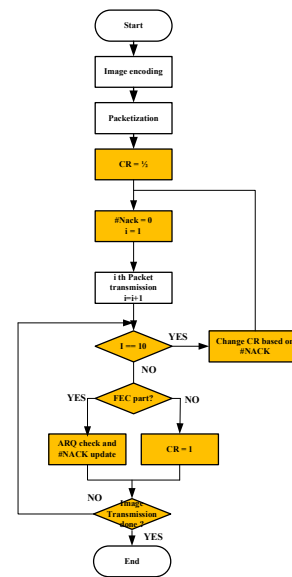 Start
Image encoding
Packetization
CR = ½
#Nack = 0
i = 1
i th Packet
transmission
i=i+1
I == 10
YES
Change CR based on
#NACK
NO
FEC part?
YES
NO
ARQ check and
#NACK update
CR = 1
NO
Image
Transmission
done ?
YES
End